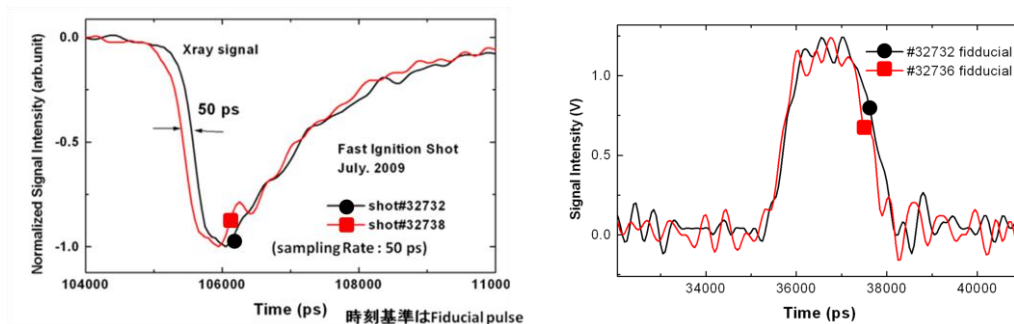 Normalized Signal Intensity (arb.unit)
0.0
-0.5
-1.0
Xray signal
50 ps
Fast Ignition Shot
July. 2009
shot#32732
shot#32738
(sampling Rate : 50 ps)
104000
106000
108000
11000
Time (ps)
時刻基準はFiducial pulse
Signal Intensity (V)
1.0
0.5
0.0
#32732 fidducial
#32736 fidducial
34000
36000
38000
40000
Time (ps)